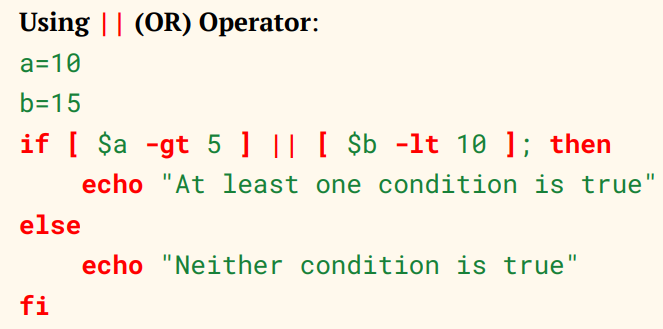 Using || (OR) Operator:
a=10
b=15
if [ $a -gt 5 ] || [ $b -lt 10 ]; then
    echo "At least one condition is true"
else
    echo "Neither condition is true"
fi